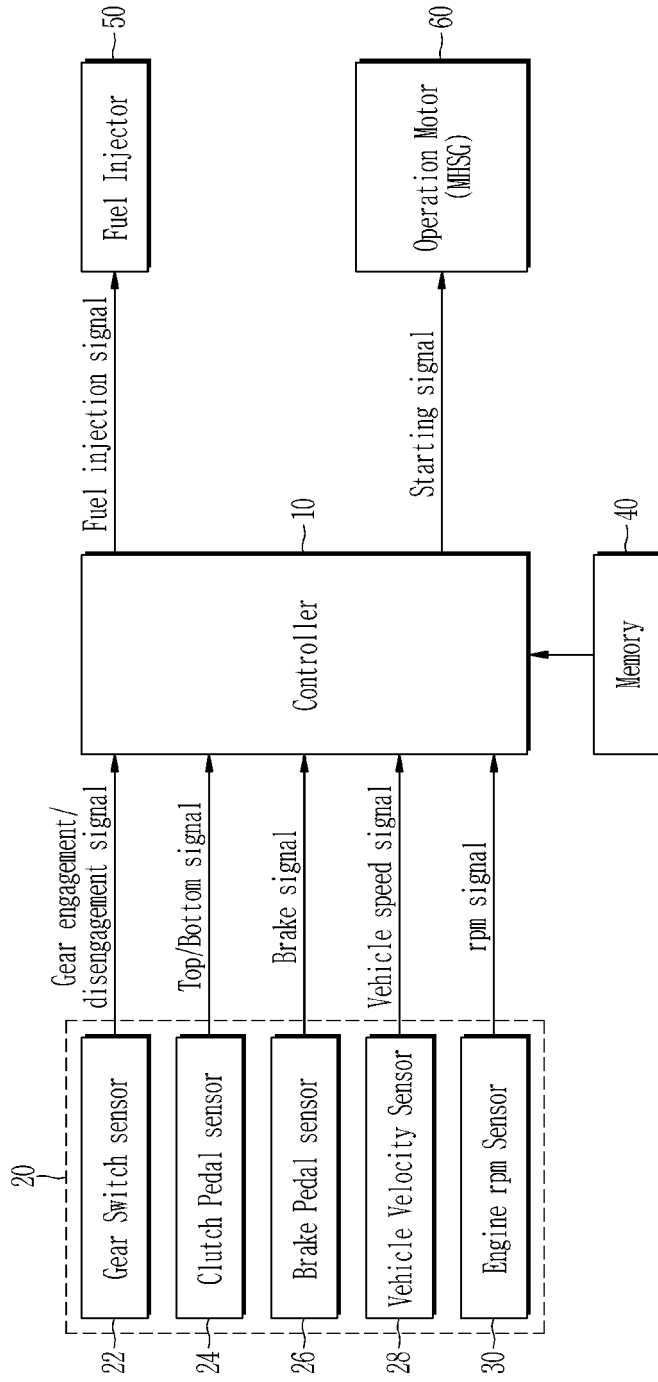 20
22
Gear Switch sensor
Gear engagement/
disengagement signal
24
Clutch Pedal sensor
Top/Bottom signal
26
Brake Pedal sensor
Brake signal
28
Vehicle Velocity Sensor
Vehicle speed signal
30
Engine rpm Sensor
rpm signal
Controller
10
Memory
40
Fuel injection signal
Fuel Injector
50
Starting signal
Operation Motor
(MHSG)
60